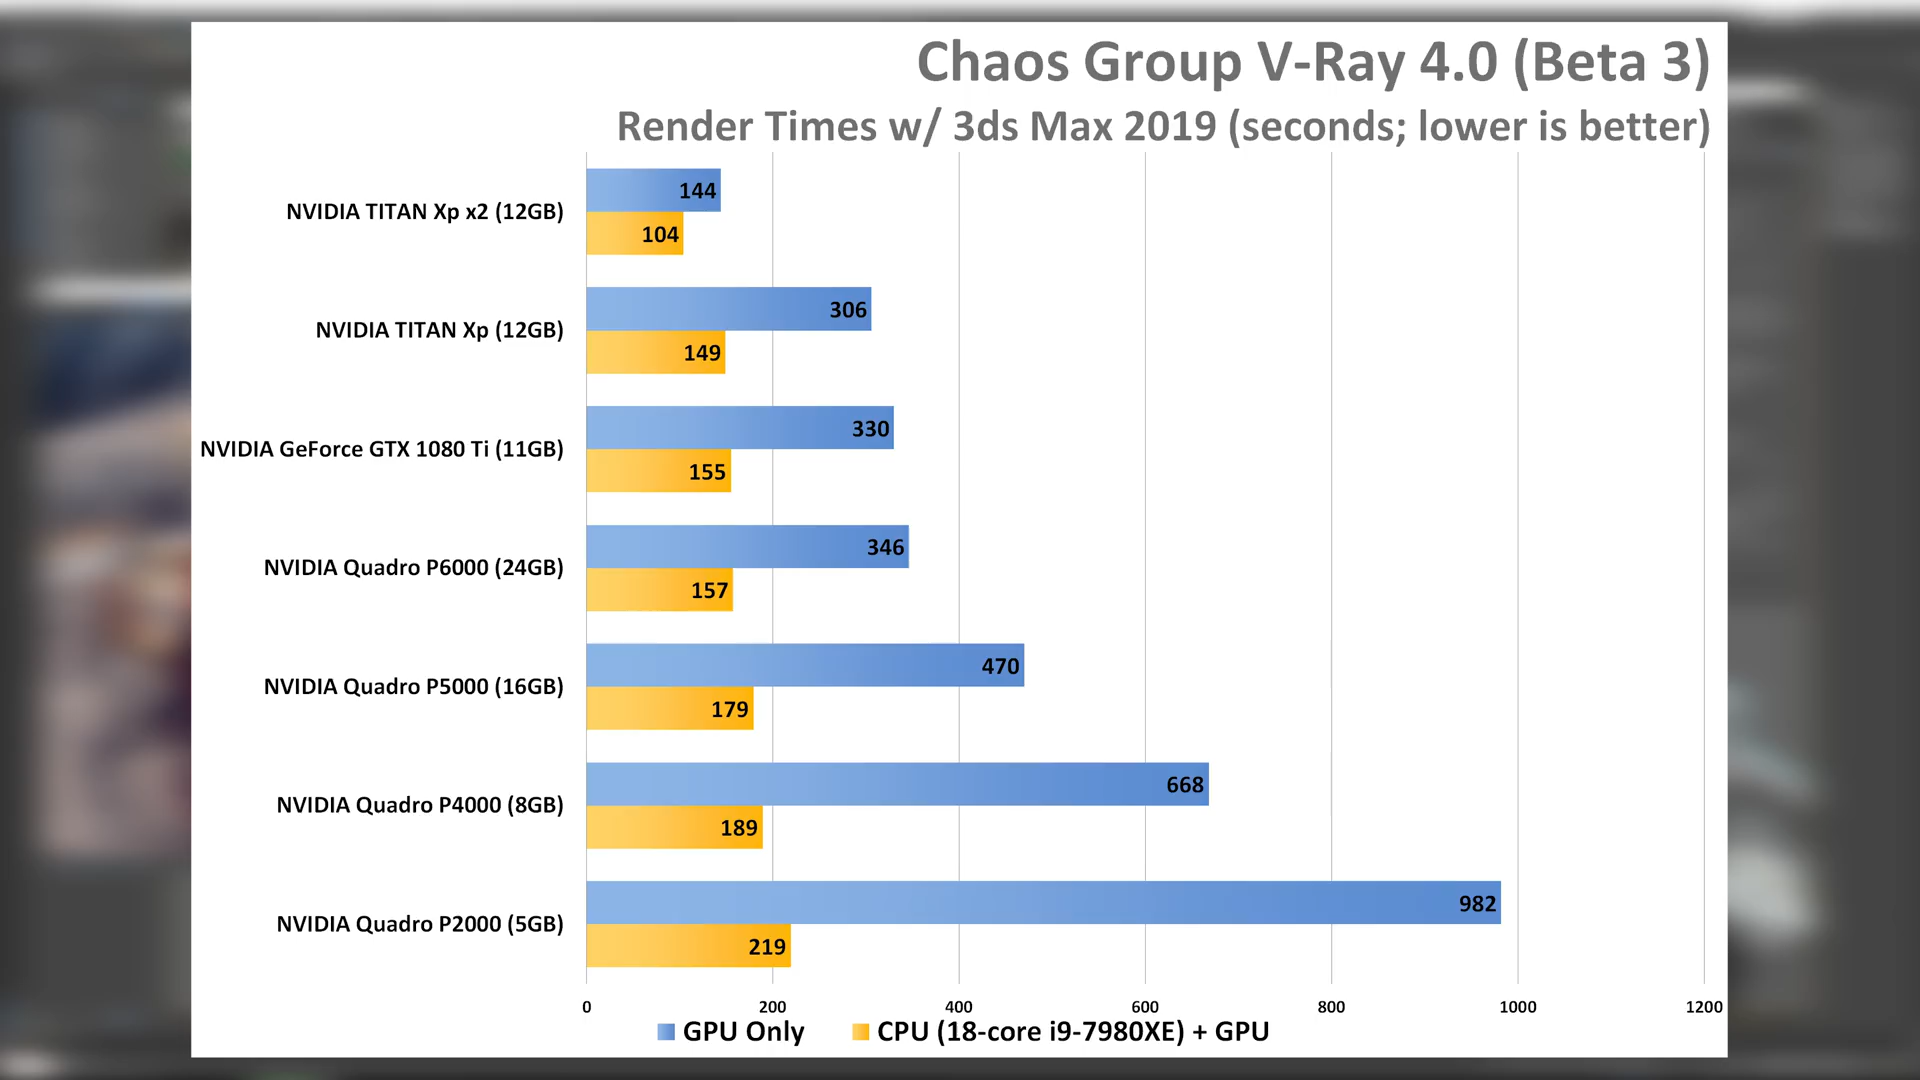 Chaos Group V-Ray 4.0 (Beta 3)
Render Times w/ 3ds Max 2019 (seconds; lower is better)
NVIDIA TITAN Xp x2 (12GB)
144
104
NVIDIA TITAN Xp (12GB)
306
149
NVIDIA GeForce GTX 1080 Ti (11GB)
330
155
NVIDIA Quadro P6000 (24GB)
346
157
NVIDIA Quadro P5000 (16GB)
470
179
NVIDIA Quadro P4000 (8GB)
668
189
NVIDIA Quadro P2000 (5GB)
982
219
0 200 400 600 800 1000 1200
GPU Only CPU (18-core i9-7980XE) + GPU